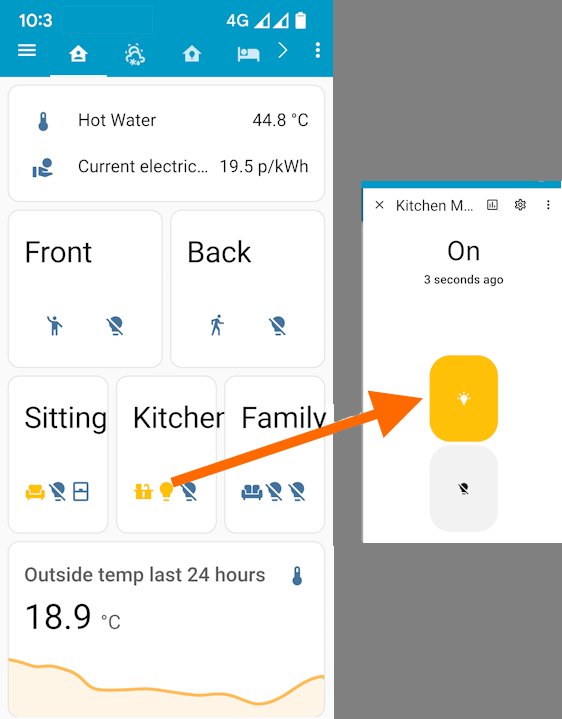 10:3
4G
Hot Water 44.8 °C
Current electric... 19.5 p/kWh
Front
Back
Sitting
Kitchen
Family
Outside temp last 24 hours
18.9 °C
Kitchen M...
On
3 seconds ago